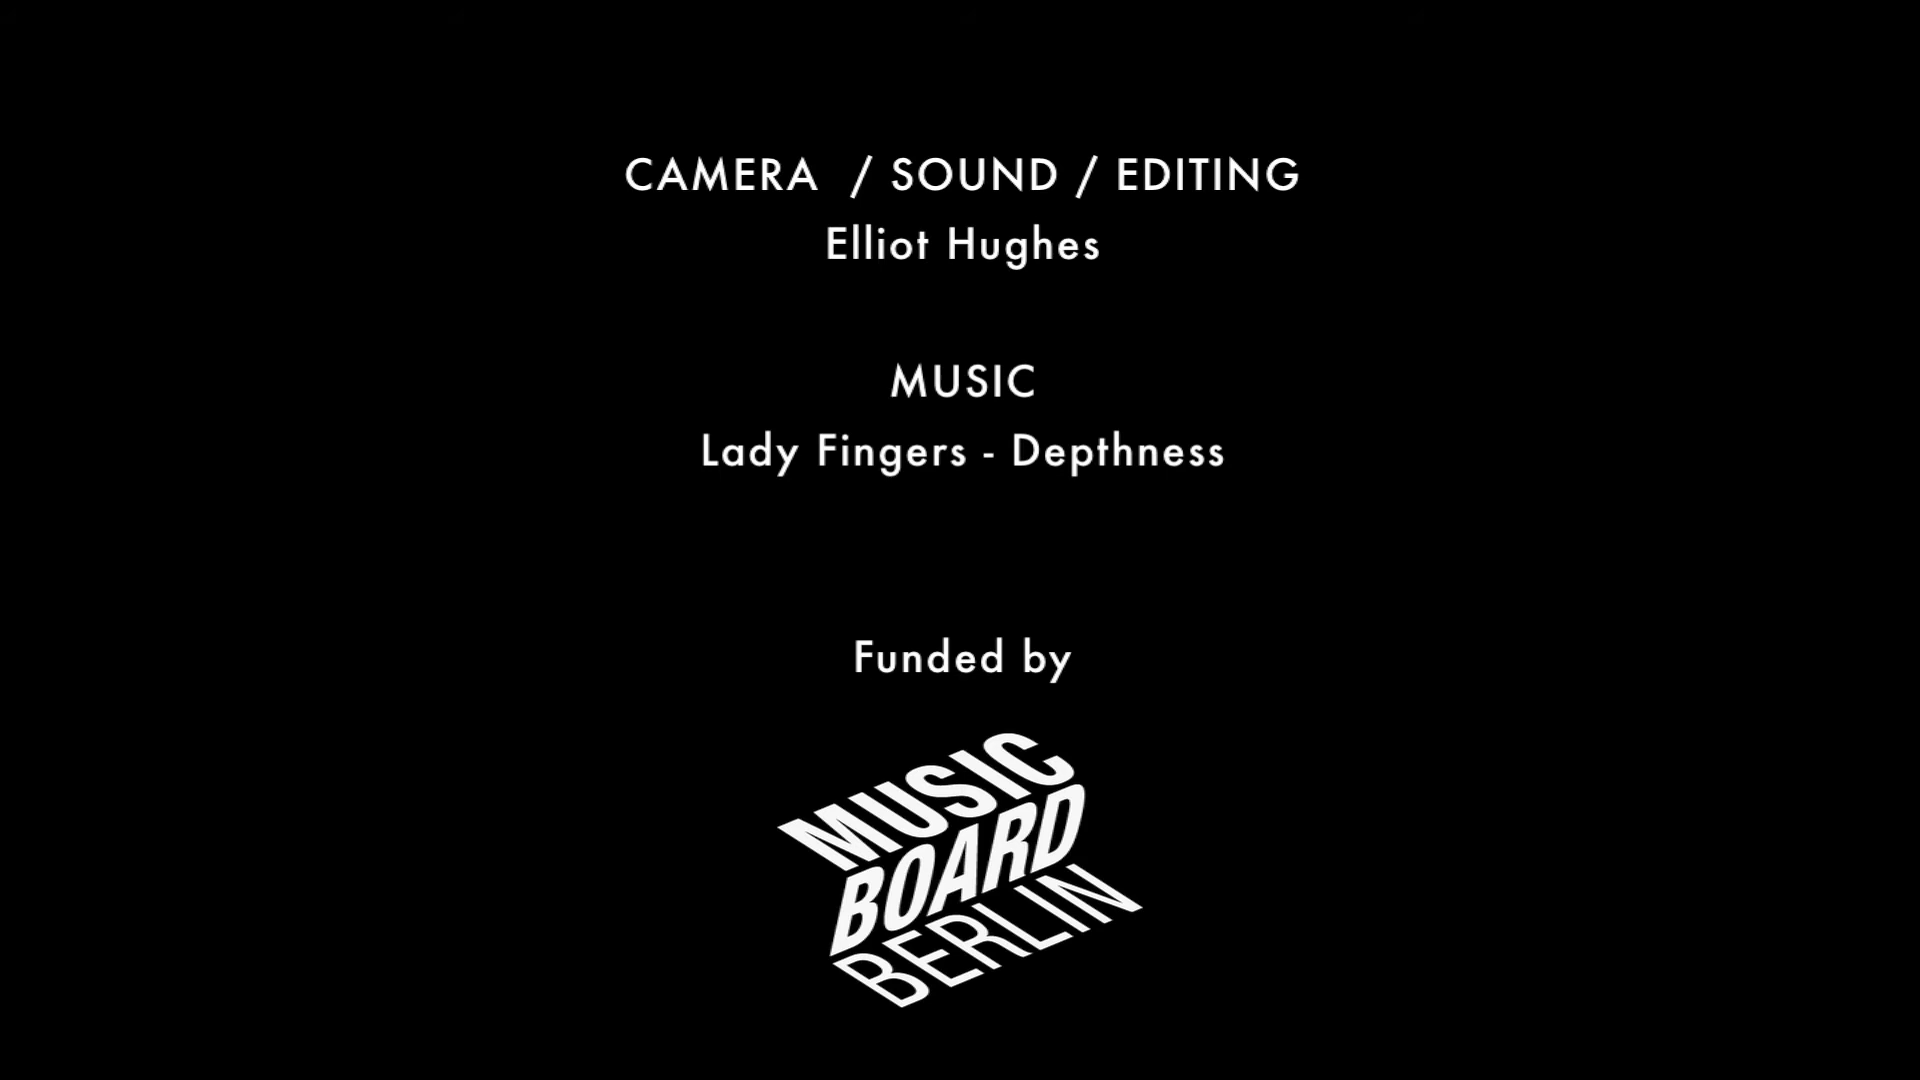 CAMERA / SOUND / EDITING
Elliot Hughes
MUSIC
Lady Fingers - Depthness
Funded by
MUSIC
BOARD
BERLIN